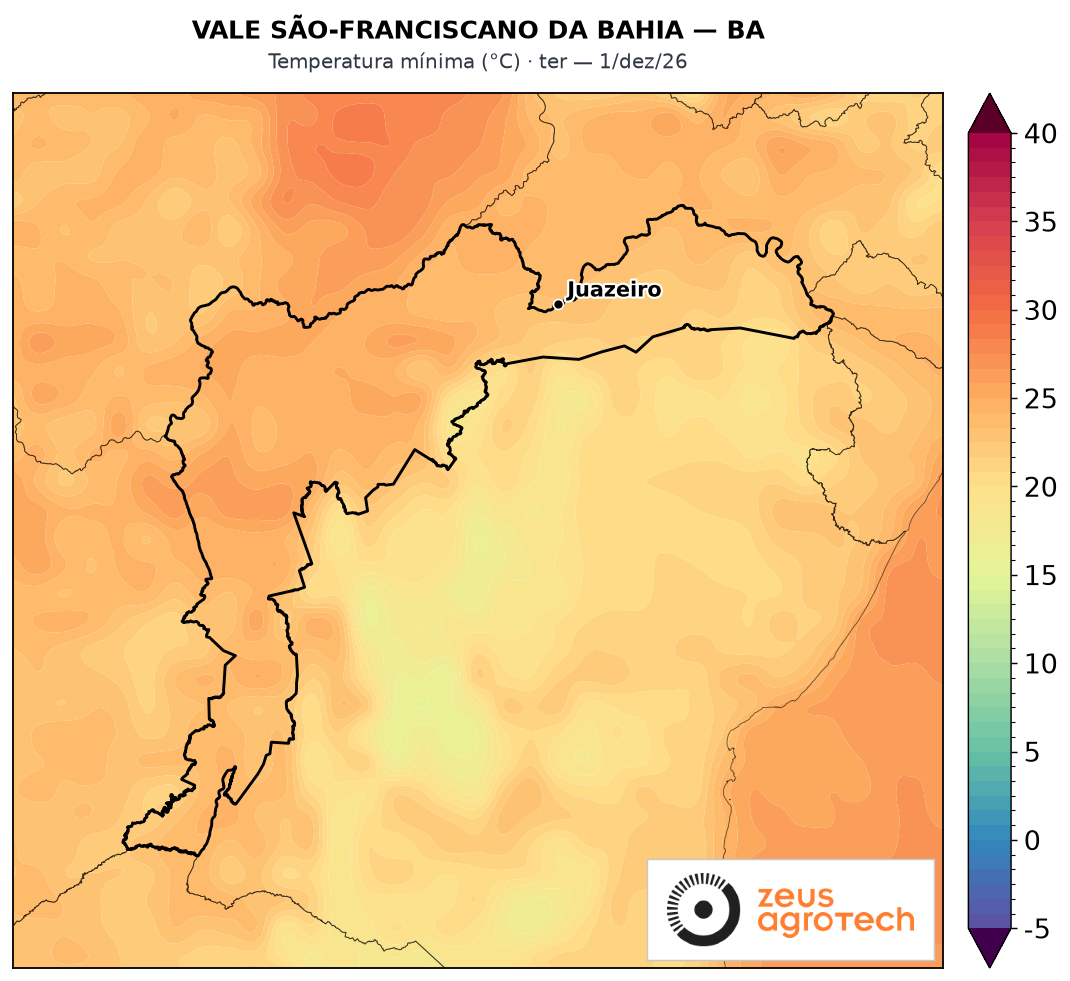 VALE SÃO-FRANCISCANO DA BAHIA — BA
Temperatura mínima (°C) · ter — 1/dez/26
Juazeiro
40
35
30
25
20
15
10
5
0
-5
zeus
agrotech